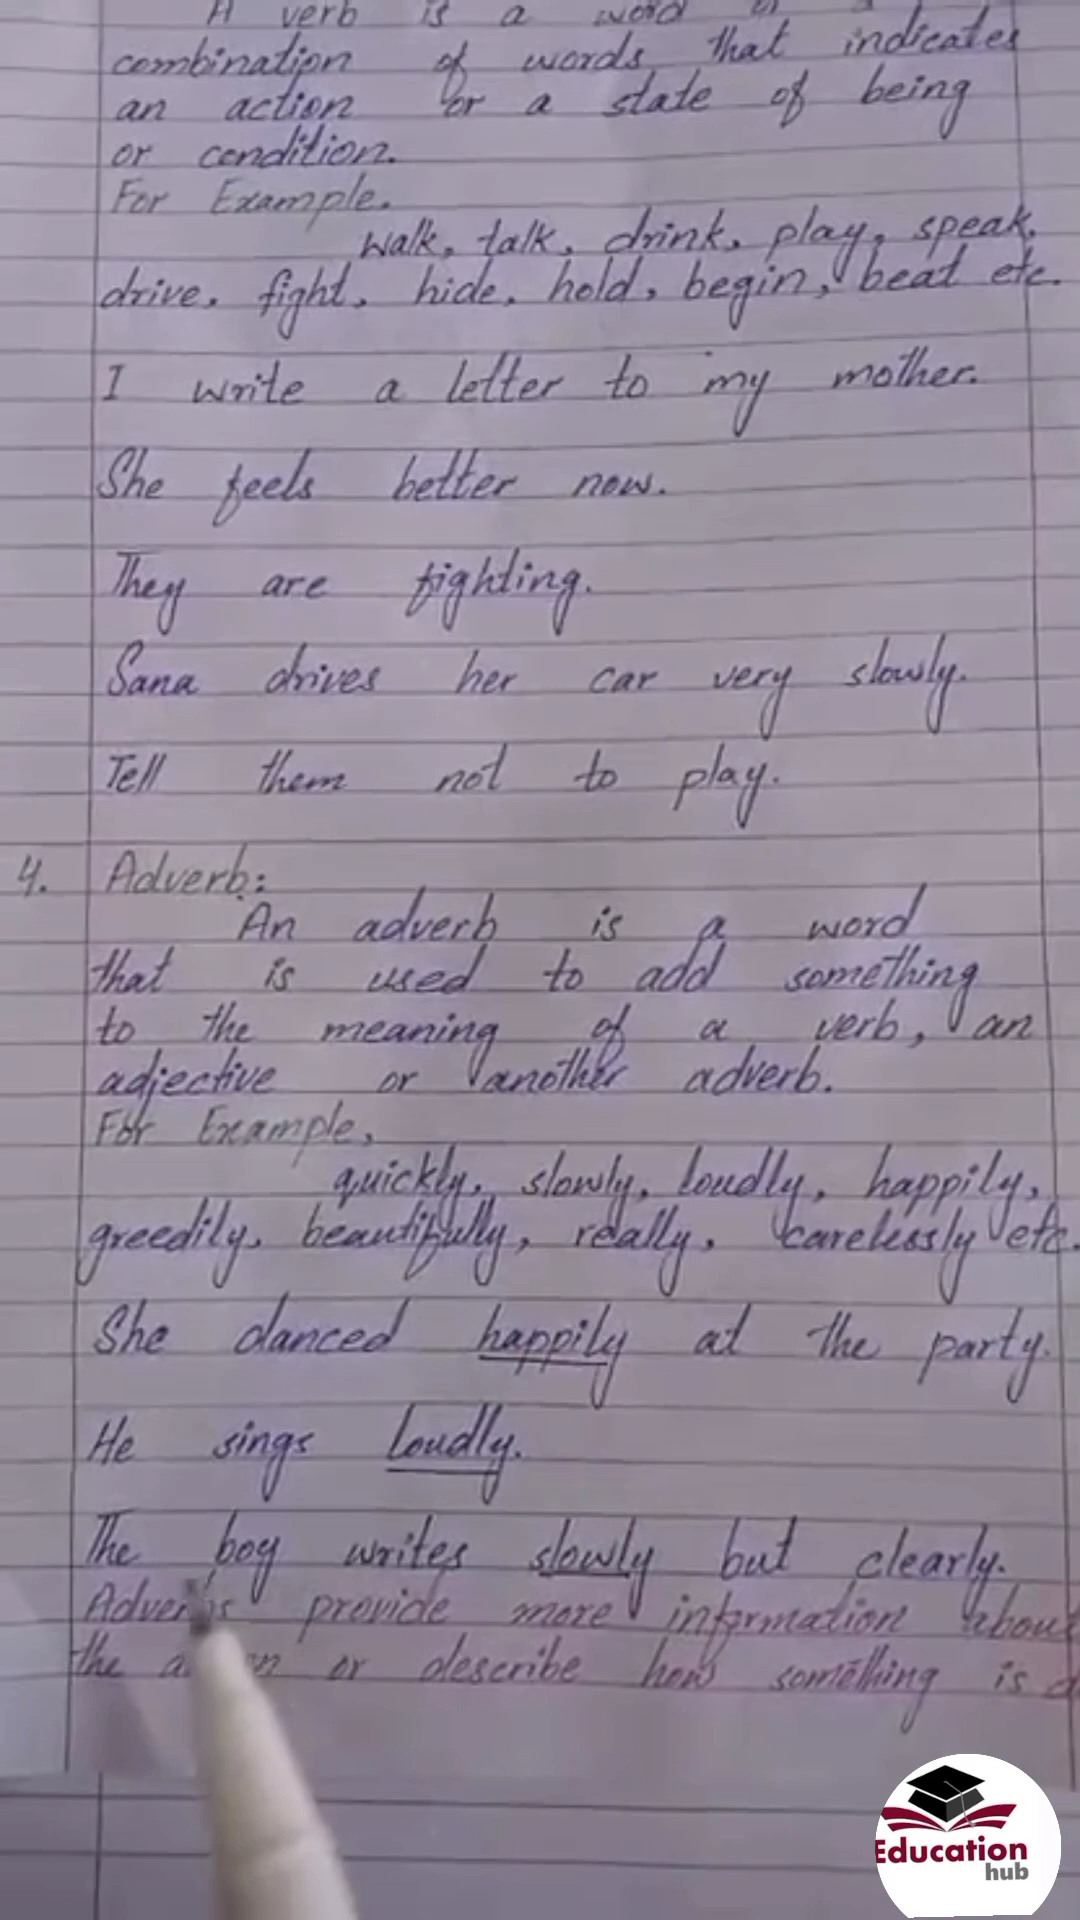 A verb is a word
combination of words that indicates
an action or a state of being
or condition.
For Example.
walk, talk, drink, play, speak,
drive, fight, hide, hold, begin, beat etc.
I write a letter to my mother.
She feels better now.
They are fighting.
Sana drives her car very slowly.
Tell them not to play.
4. Adverb:
An adverb is a word
that is used to add something
to the meaning of a verb, an
adjective or another adverb.
For Example,
quickly, slowly, loudly, happily,
greedily, beautifully, really, carelessly etc.
She danced happily at the party.
He sings loudly.
The boy writes slowly but clearly.
Adverbs provide more information about
the or describe how something is
Education
hub